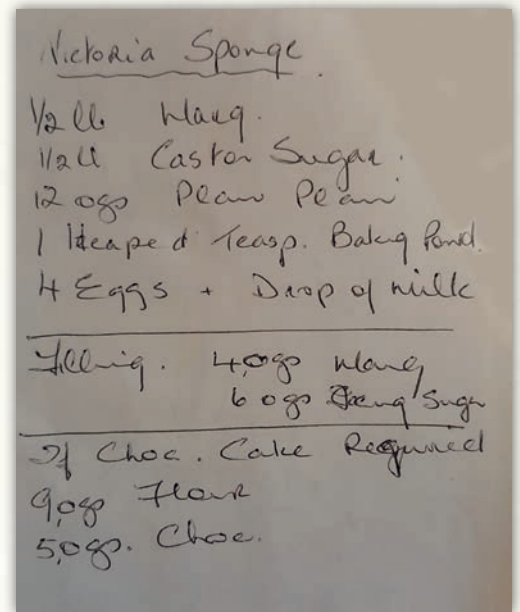 Victoria Sponge
1/2 lb Marg.
1/2 lb Castor Sugar.
12 ozs Plain Plain
1 Heaped Teasp. Baking Powd.
4 Eggs + Drop of milk
Filling. 4 ozs Marg
6 ozs Icing Sugar
If Choc. Cake Required
9 ozs Flour
5 ozs. Choc.